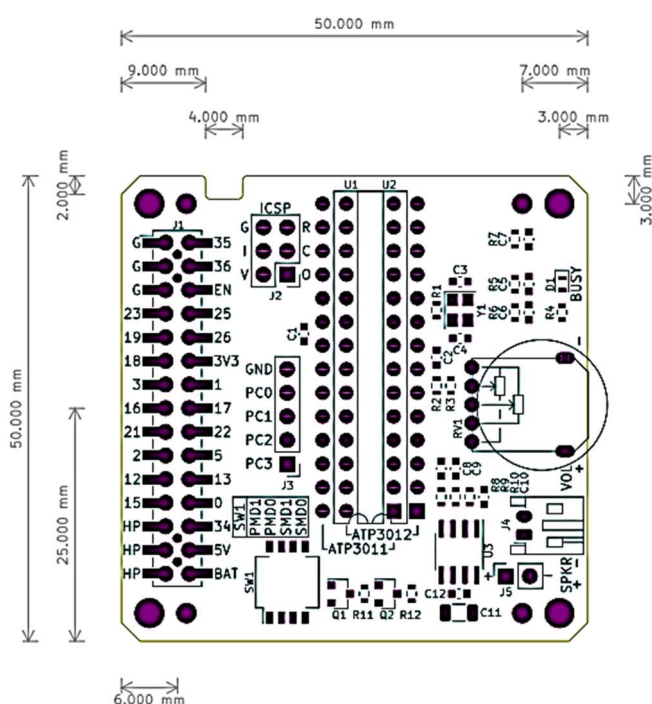 50.000 mm
9.000 mm
7.000 mm
4.000 mm
3.000 mm
2.000 mm
3.000 mm
50.000 mm
25.000 mm
6.000 mm
J1
G 35
G 36
G EN
23 25
19 26
18 3V3
3 1
16 17
21 22
2 5
12 13
15 0
HP 34
HP 5V
HP BAT
ICSP
G R
I C
V O
J2
C1
GND
PC0
PC1
PC2
PC3
J3
SW1
PMD1
PMD0
SMD1
SMD0
SW1
U1 U2
ATP3012
ATP3011
Q1 R11 Q2 R12
R7
C7
C3
R1
Y1
C4
R5
C5
R6
C6
D1
BUSY
R4
C2
R2
R3
RV1
-
VOL
+
C8
C9
R8
R9
R10
C10
U3
J4
+ J5 -
SPKR
- +
C12
C11